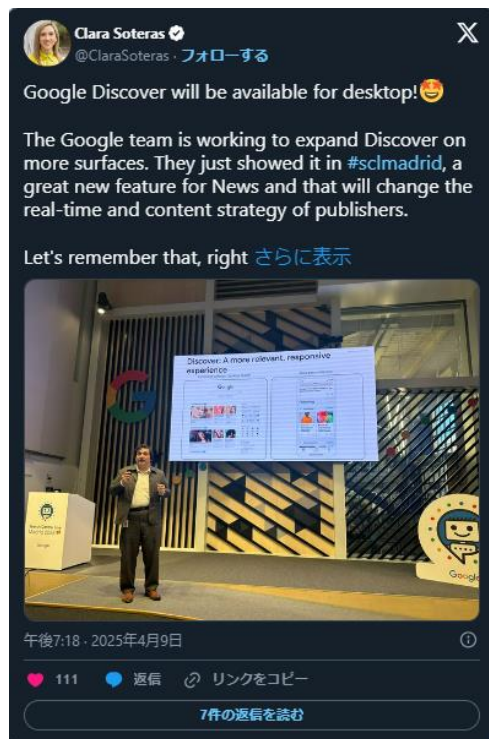 Clara Soteras
@ClaraSoteras · フォローする
Google Discover will be available for desktop!🤩
The Google team is working to expand Discover on
more surfaces. They just showed it in #sclmadrid, a
great new feature for News and that will change the
real-time and content strategy of publishers.
Let's remember that, right さらに表示
Discover: A more relevant, responsive
experience
Google
Google
Google
午後7:18 · 2025年4月9日
111 返信 リンクをコピー
7件の返信を読む